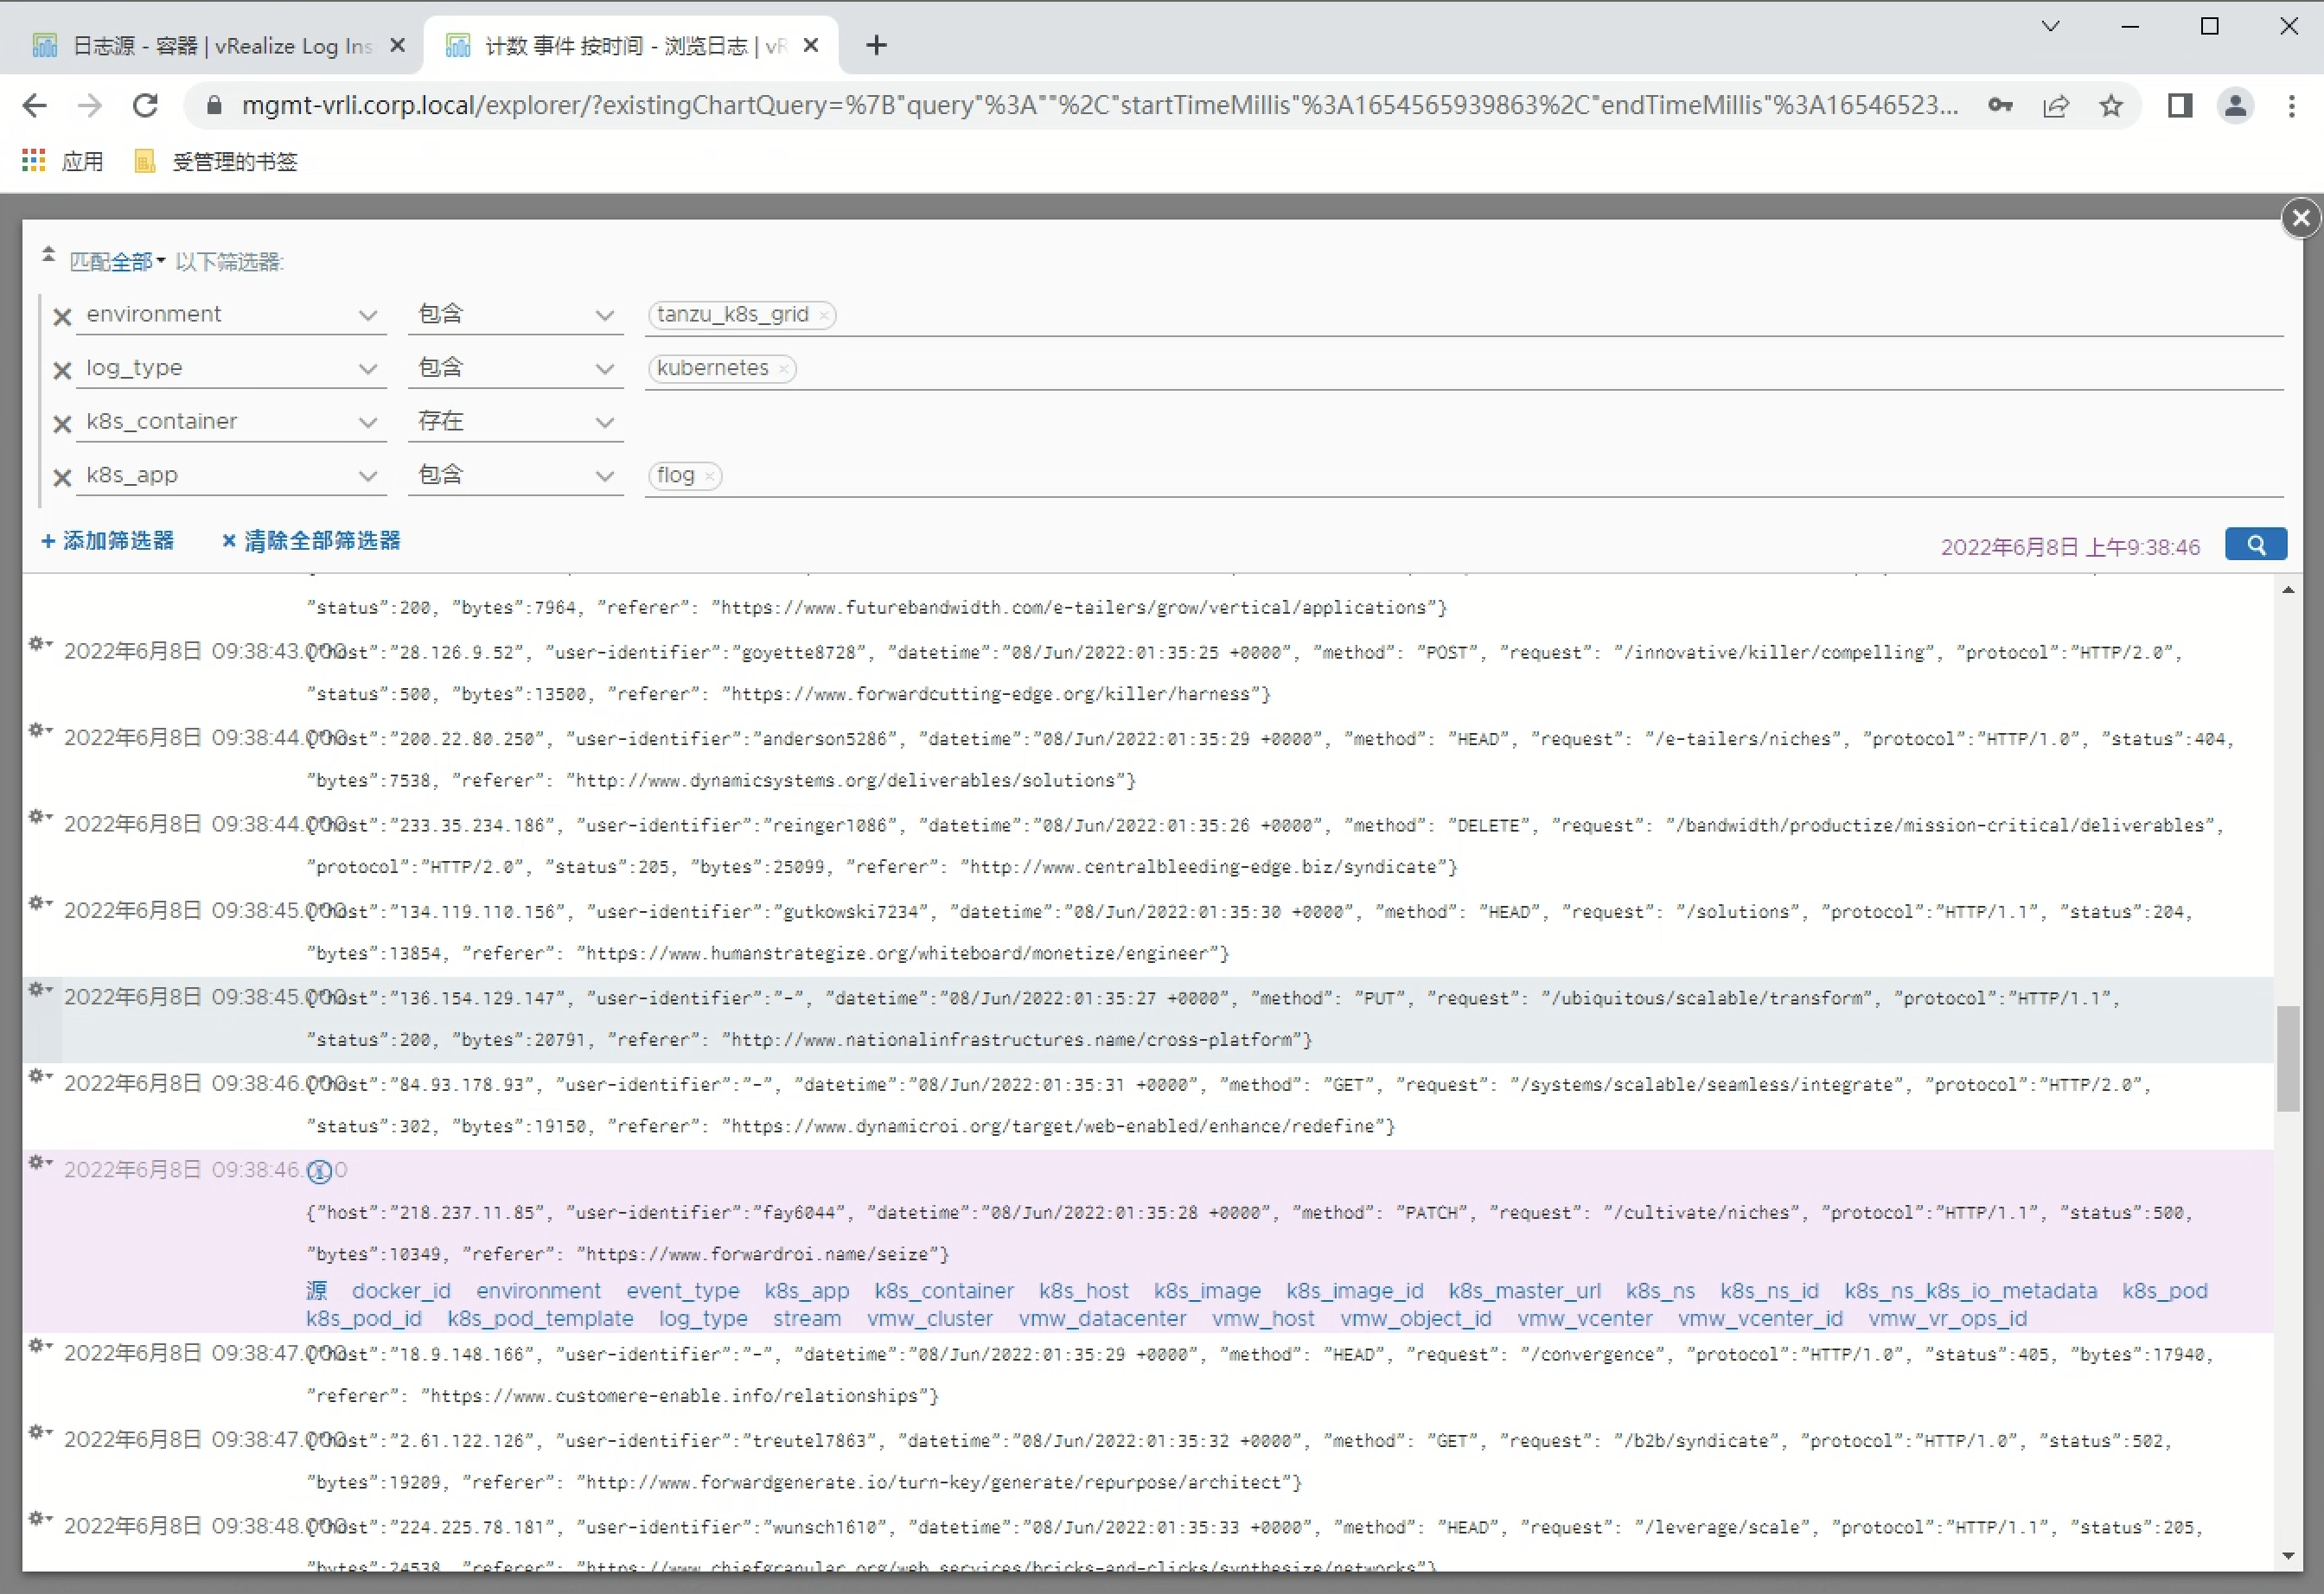 日志源 - 容器 | vRealize Log Ins
计数 事件 按时间 - 浏览日志 | vR
mgmt-vrli.corp.local/explorer/?existingChartQuery=%7B"query"%3A""%2C"startTimeMillis"%3A1654565939863%2C"endTimeMillis"%3A16546523...
应用 受管理的书签
匹配全部 以下筛选器:
environment 包含 tanzu_k8s_grid
log_type 包含 kubernetes
k8s_container 存在
k8s_app 包含 flog
+ 添加筛选器 × 清除全部筛选器
2022年6月8日 上午9:38:46
"status":200, "bytes":7964, "referer": "https://www.futurebandwidth.com/e-tailers/grow/vertical/applications"}
2022年6月8日 09:38:43.000 {"host":"28.126.9.52", "user-identifier":"goyette8728", "datetime":"08/Jun/2022:01:35:25 +0000", "method": "POST", "request": "/innovative/killer/compelling", "protocol":"HTTP/2.0",
"status":500, "bytes":13500, "referer": "https://www.forwardcutting-edge.org/killer/harness"}
2022年6月8日 09:38:44.000 {"host":"200.22.80.250", "user-identifier":"anderson5286", "datetime":"08/Jun/2022:01:35:29 +0000", "method": "HEAD", "request": "/e-tailers/niches", "protocol":"HTTP/1.0", "status":404,
"bytes":7538, "referer": "http://www.dynamicsystems.org/deliverables/solutions"}
2022年6月8日 09:38:44.000 {"host":"233.35.234.186", "user-identifier":"reinger1086", "datetime":"08/Jun/2022:01:35:26 +0000", "method": "DELETE", "request": "/bandwidth/productize/mission-critical/deliverables",
"protocol":"HTTP/2.0", "status":205, "bytes":25099, "referer": "http://www.centralbleeding-edge.biz/syndicate"}
2022年6月8日 09:38:45.000 {"host":"134.119.110.156", "user-identifier":"gutkowski7234", "datetime":"08/Jun/2022:01:35:30 +0000", "method": "HEAD", "request": "/solutions", "protocol":"HTTP/1.1", "status":204,
"bytes":13854, "referer": "https://www.humanstrategize.org/whiteboard/monetize/engineer"}
2022年6月8日 09:38:45.000 {"host":"136.154.129.147", "user-identifier":"-", "datetime":"08/Jun/2022:01:35:27 +0000", "method": "PUT", "request": "/ubiquitous/scalable/transform", "protocol":"HTTP/1.1",
"status":200, "bytes":20791, "referer": "http://www.nationalinfrastructures.name/cross-platform"}
2022年6月8日 09:38:46.000 {"host":"84.93.178.93", "user-identifier":"-", "datetime":"08/Jun/2022:01:35:31 +0000", "method": "GET", "request": "/systems/scalable/seamless/integrate", "protocol":"HTTP/2.0",
"status":302, "bytes":19150, "referer": "https://www.dynamicroi.org/target/web-enabled/enhance/redefine"}
2022年6月8日 09:38:46.000
{"host":"218.237.11.85", "user-identifier":"fay6044", "datetime":"08/Jun/2022:01:35:28 +0000", "method": "PATCH", "request": "/cultivate/niches", "protocol":"HTTP/1.1", "status":500,
"bytes":10349, "referer": "https://www.forwardroi.name/seize"}
源 docker_id environment event_type k8s_app k8s_container k8s_host k8s_image k8s_image_id k8s_master_url k8s_ns k8s_ns_id k8s_ns_k8s_io_metadata k8s_pod
k8s_pod_id k8s_pod_template log_type stream vmw_cluster vmw_datacenter vmw_host vmw_object_id vmw_vcenter vmw_vcenter_id vmw_vr_ops_id
2022年6月8日 09:38:47.000 {"host":"18.9.148.166", "user-identifier":"-", "datetime":"08/Jun/2022:01:35:29 +0000", "method": "HEAD", "request": "/convergence", "protocol":"HTTP/1.0", "status":405, "bytes":17940,
"referer": "https://www.customere-enable.info/relationships"}
2022年6月8日 09:38:47.000 {"host":"2.61.122.126", "user-identifier":"treutel7863", "datetime":"08/Jun/2022:01:35:32 +0000", "method": "GET", "request": "/b2b/syndicate", "protocol":"HTTP/1.0", "status":502,
"bytes":19209, "referer": "http://www.forwardgenerate.io/turn-key/generate/repurpose/architect"}
2022年6月8日 09:38:48.000 {"host":"224.225.78.181", "user-identifier":"wunsch1610", "datetime":"08/Jun/2022:01:35:33 +0000", "method": "HEAD", "request": "/leverage/scale", "protocol":"HTTP/1.1", "status":205,
"bytes":24538, "referer": "https://www.chiefgranular.org/web_services/bricks-and-clicks/synthesize/networks"}